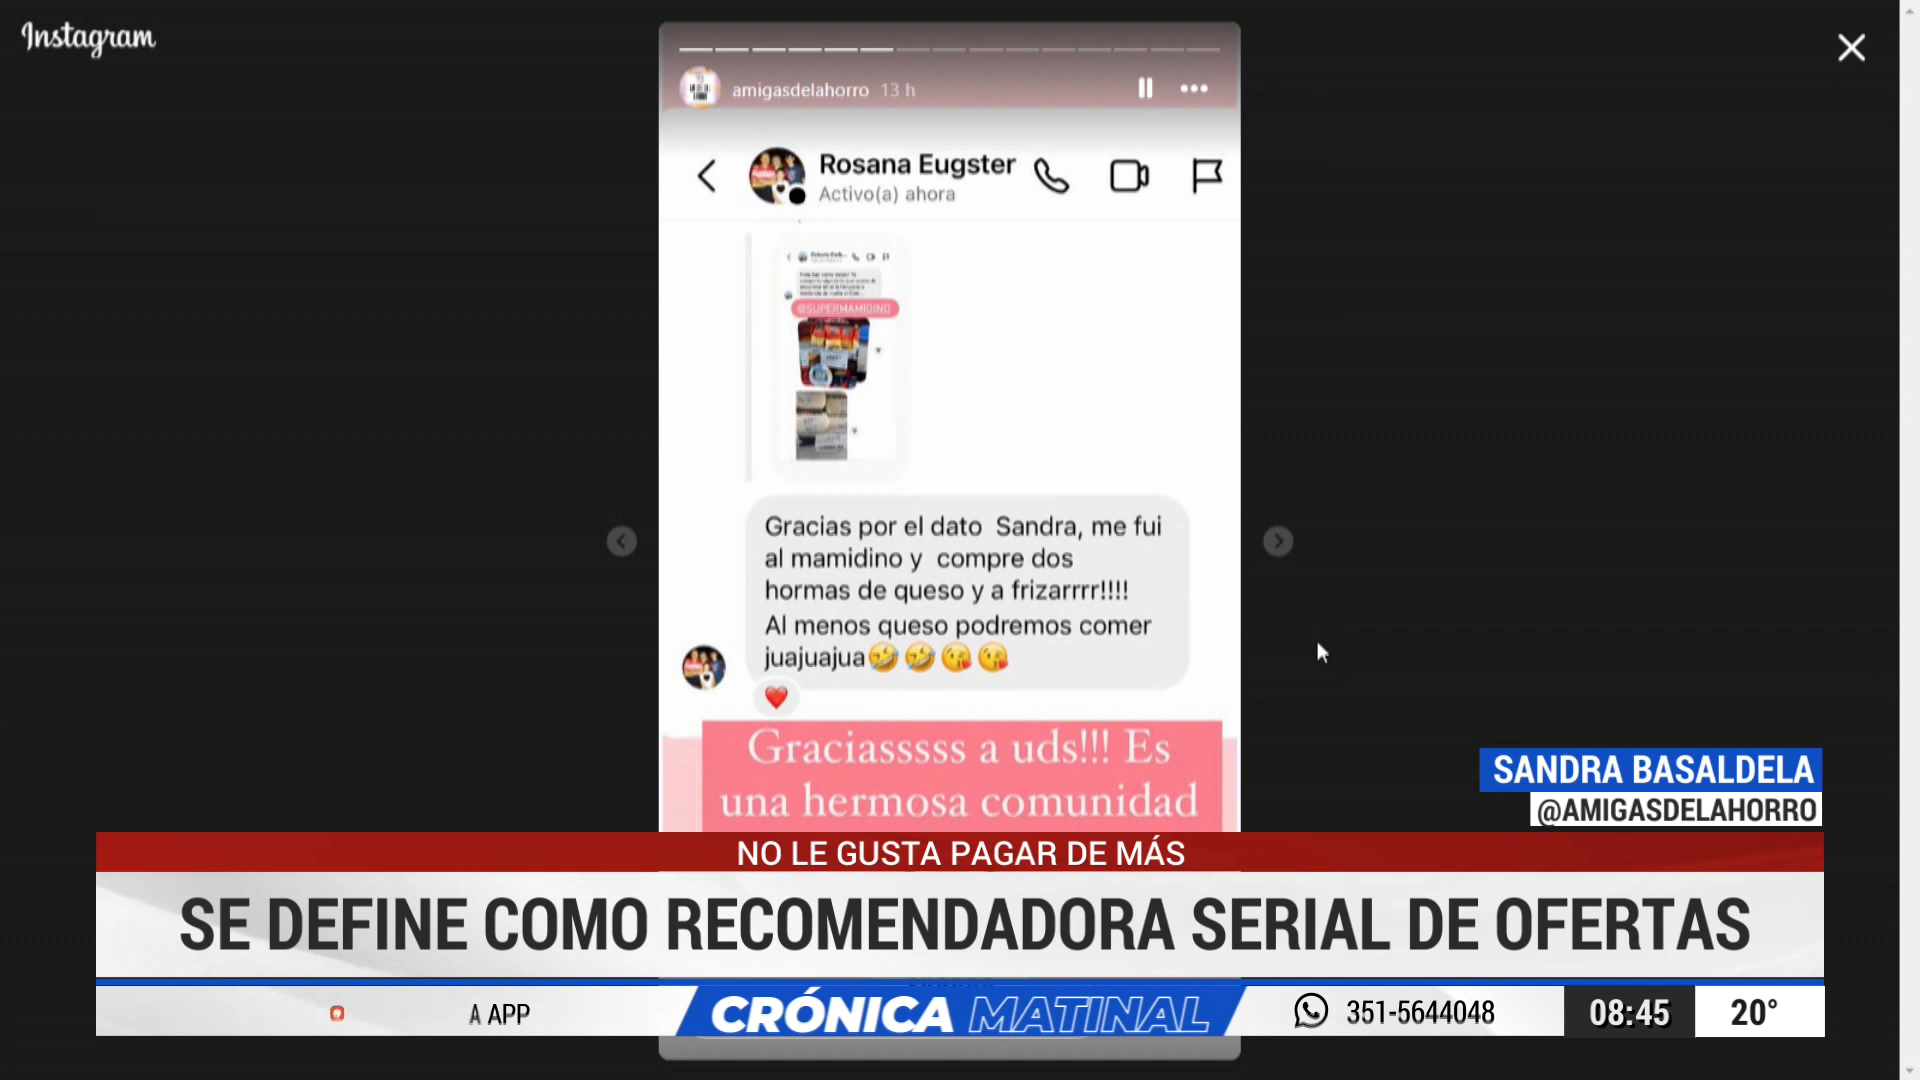 Instagram
amigasdelahorro 13 h
Rosana Eugster
Activo(a) ahora
@SUPERMAMIDINO
Gracias por el dato Sandra, me fui
al mamidino y compre dos
hormas de queso y a frizarrrr!!!!
Al menos queso podremos comer
juajuajua🤣🤣😘😘
Graciasssss a uds!!! Es
una hermosa comunidad
SANDRA BASALDELA
@AMIGASDELAHORRO
NO LE GUSTA PAGAR DE MÁS
SE DEFINE COMO RECOMENDADORA SERIAL DE OFERTAS
A APP
CRÓNICA MATINAL
351-5644048
08:45
20°